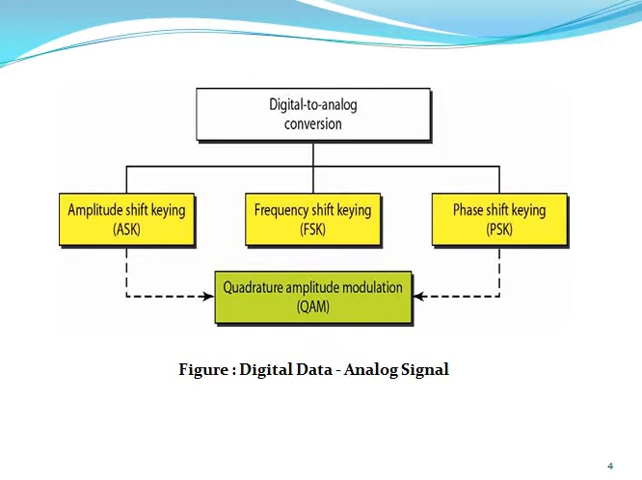 Digital-to-analog
conversion
Amplitude shift keying
(ASK)
Frequency shift keying
(FSK)
Phase shift keying
(PSK)
Quadrature amplitude modulation
(QAM)
Figure : Digital Data - Analog Signal
4